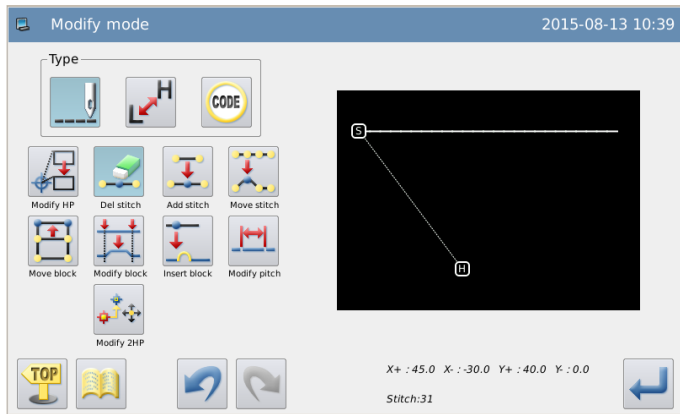 Modify mode 2015-08-13 10:39
Type
L H CODE
Modify HP Del stitch Add stitch Move stitch
Move block Modify block Insert block Modify pitch
Modify 2HP
S
H
TOP
X+ : 45.0 X- : -30.0 Y+ : 40.0 Y- : 0.0
Stitch:31